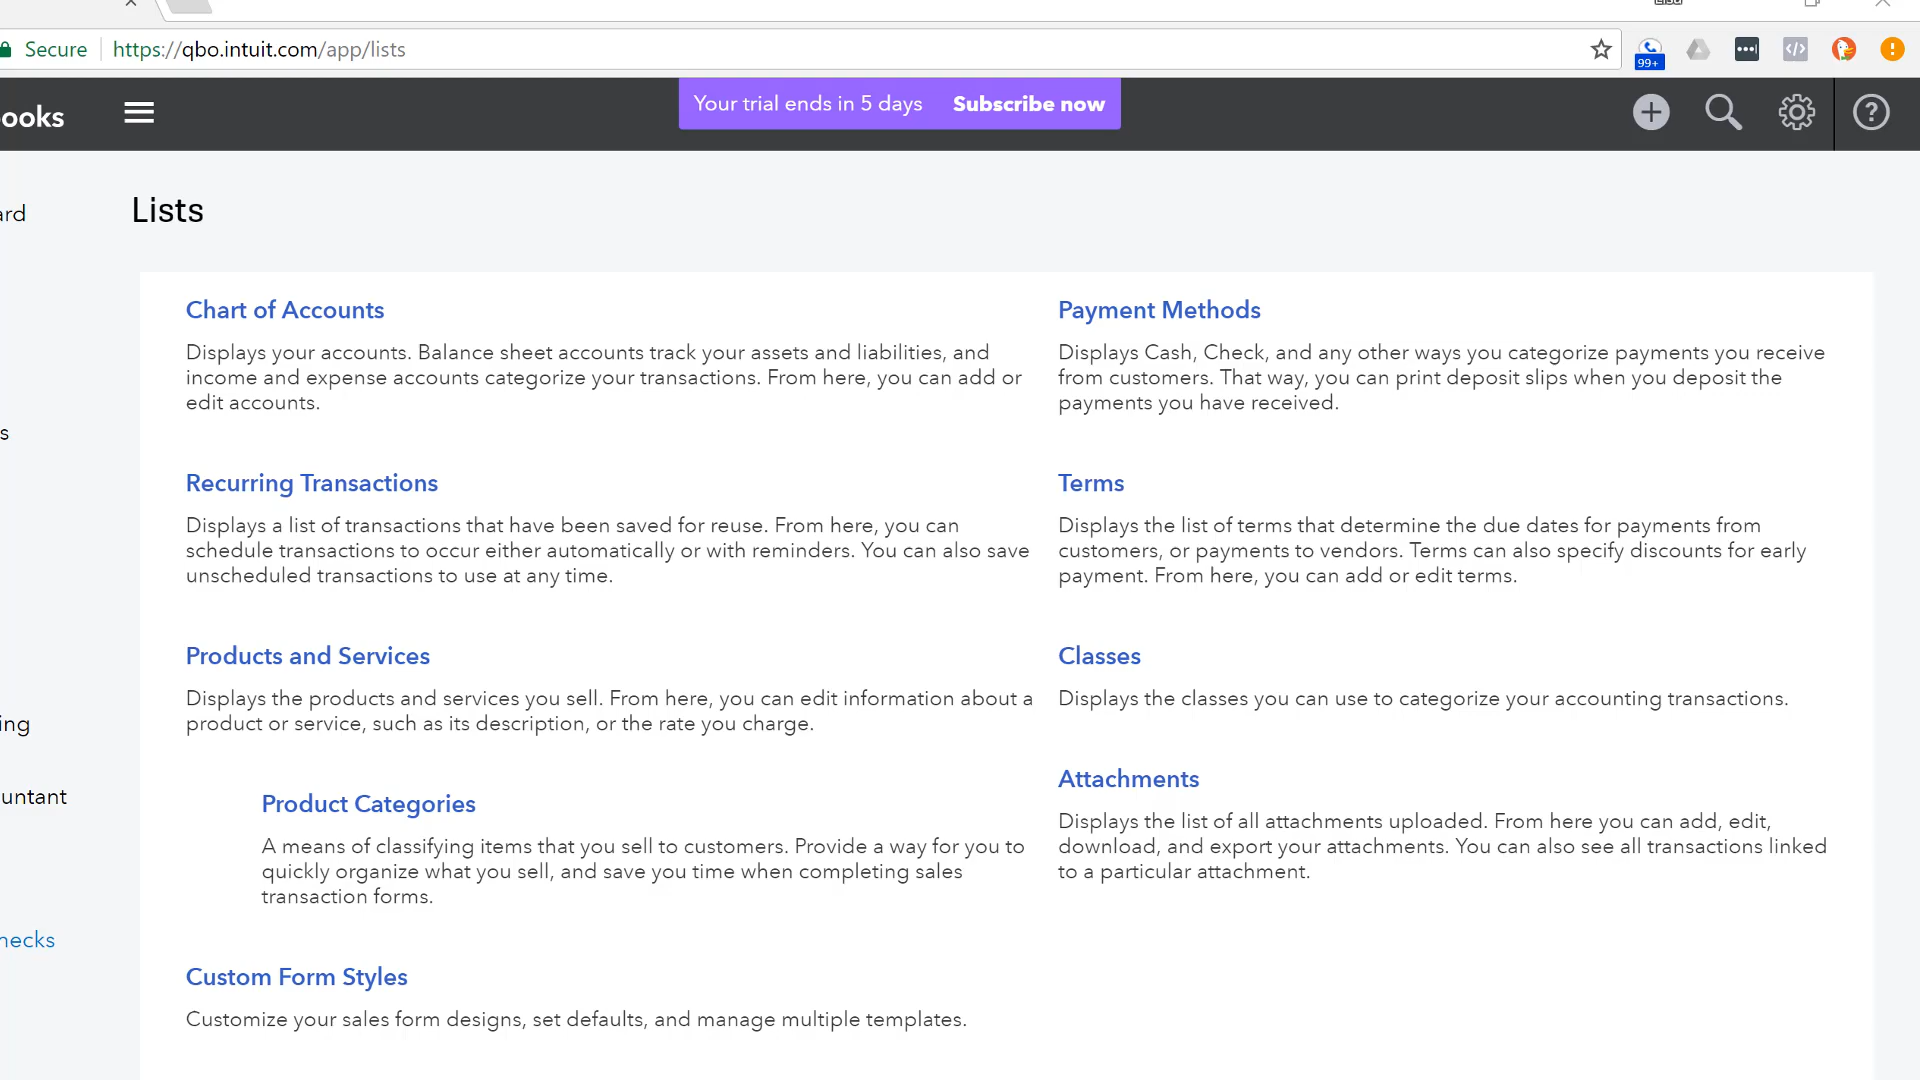 Secure https://qbo.intuit.com/app/lists
99+
ooks
Your trial ends in 5 days Subscribe now
ard
s
ing
untant
hecks
Lists
Chart of Accounts
Displays your accounts. Balance sheet accounts track your assets and liabilities, and
income and expense accounts categorize your transactions. From here, you can add or
edit accounts.
Recurring Transactions
Displays a list of transactions that have been saved for reuse. From here, you can
schedule transactions to occur either automatically or with reminders. You can also save
unscheduled transactions to use at any time.
Products and Services
Displays the products and services you sell. From here, you can edit information about a
product or service, such as its description, or the rate you charge.
Product Categories
A means of classifying items that you sell to customers. Provide a way for you to
quickly organize what you sell, and save you time when completing sales
transaction forms.
Custom Form Styles
Customize your sales form designs, set defaults, and manage multiple templates.
Payment Methods
Displays Cash, Check, and any other ways you categorize payments you receive
from customers. That way, you can print deposit slips when you deposit the
payments you have received.
Terms
Displays the list of terms that determine the due dates for payments from
customers, or payments to vendors. Terms can also specify discounts for early
payment. From here, you can add or edit terms.
Classes
Displays the classes you can use to categorize your accounting transactions.
Attachments
Displays the list of all attachments uploaded. From here you can add, edit,
download, and export your attachments. You can also see all transactions linked
to a particular attachment.